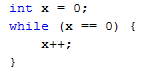 int x = 0;
while (x == 0) {
    x++;
}